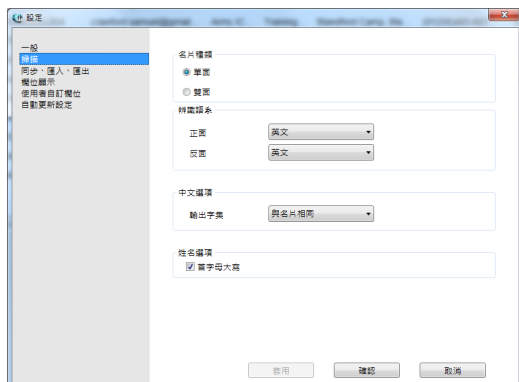 設定
一般
掃描
同步、匯入、匯出
欄位顯示
使用者自訂欄位
自動更新設定
名片種類
單面
雙面
辨識語系
正面 英文
反面 英文
中文選項
輸出字集 與名片相同
姓名選項
首字母大寫
套用 確認 取消